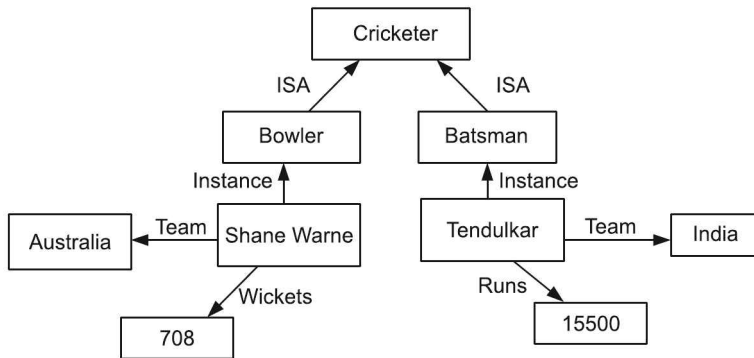 Cricketer
ISA
ISA
Bowler
Batsman
Instance
Instance
Australia
Team
Shane Warne
Tendulkar
Team
India
Wickets
Runs
708
15500